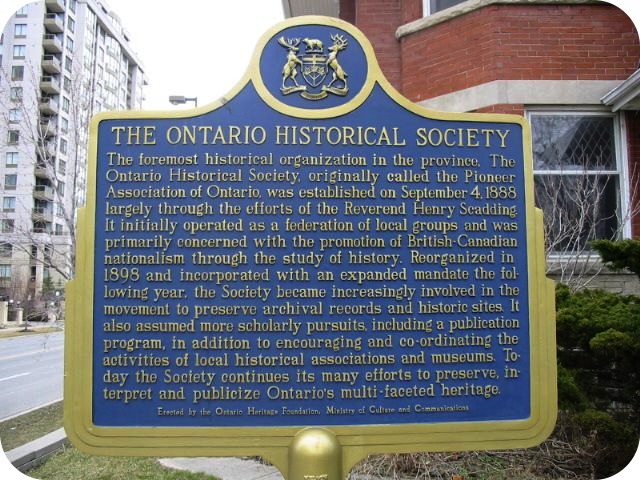 THE ONTARIO HISTORICAL SOCIETY
The foremost historical organization in the province, The
Ontario Historical Society, originally called the Pioneer
Association of Ontario, was established on September 4, 1888
largely through the efforts of the Reverend Henry Scadding.
It initially operated as a federation of local groups and was
primarily concerned with the promotion of British-Canadian
nationalism through the study of history. Reorganized in
1898 and incorporated with an expanded mandate the fol-
lowing year, the Society became increasingly involved in the
movement to preserve archival records and historic sites. It
also assumed more scholarly pursuits, including a publication
program, in addition to encouraging and co-ordinating the
activities of local historical associations and museums. To-
day the Society continues its many efforts to preserve, in-
terpret and publicize Ontario's multi-faceted heritage.
Erected by the Ontario Heritage Foundation, Ministry of Culture and Communications